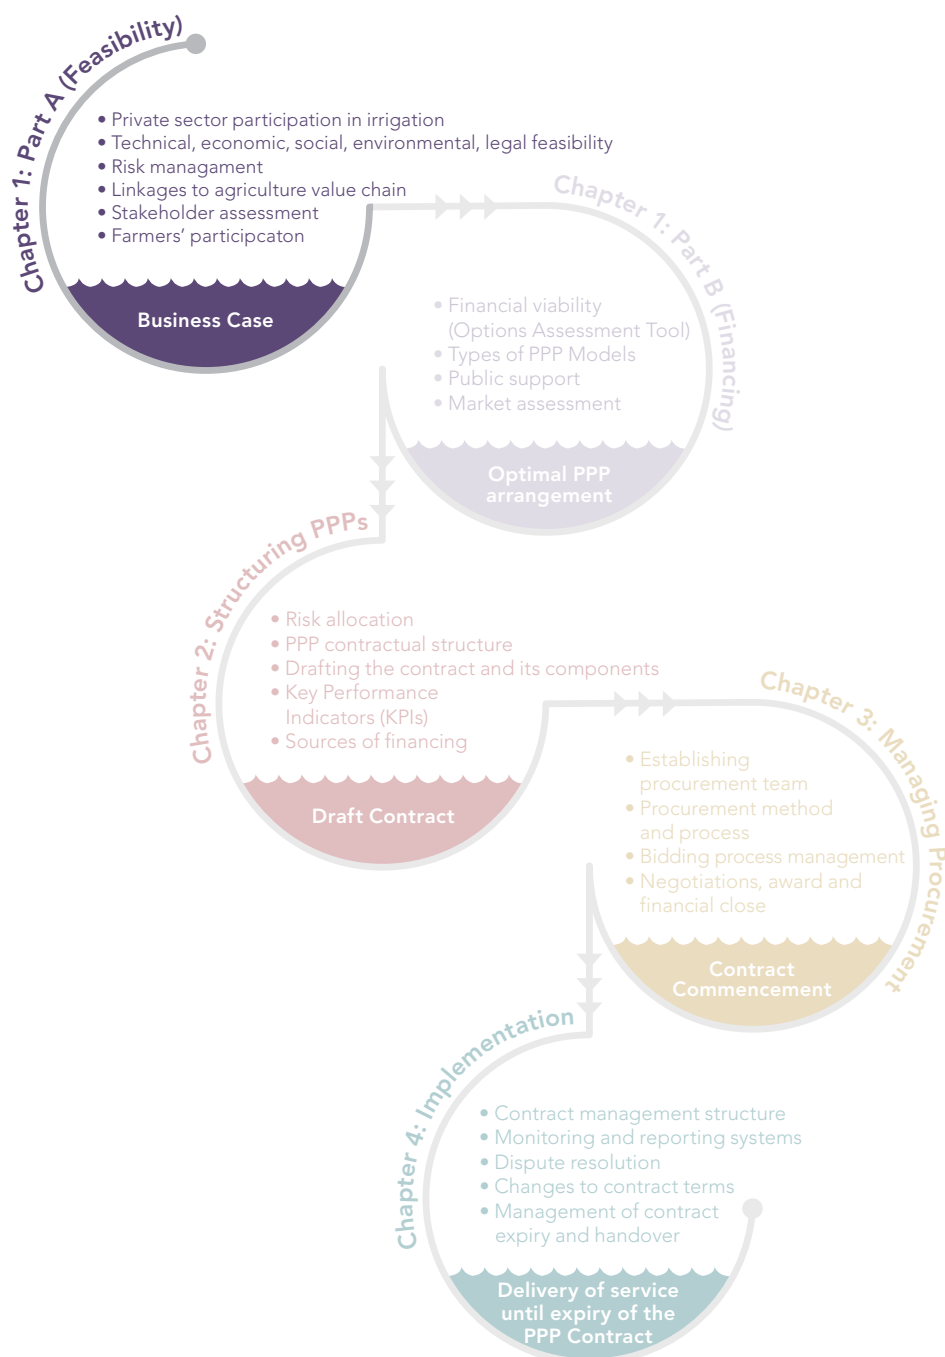 Chapter 1: Part A (Feasibility)
• Private sector participation in irrigation
• Technical, economic, social, environmental, legal feasibility
• Risk managament
• Linkages to agriculture value chain
• Stakeholder assessment
• Farmers’ participcaton
Business Case
Chapter 1: Part B (Financing)
• Financial viability
(Options Assessment Tool)
• Types of PPP Models
• Public support
• Market assessment
Optimal PPP
arrangement
Chapter 2: Structuring PPPs
• Risk allocation
• PPP contractual structure
• Drafting the contract and its components
• Key Performance
Indicators (KPIs)
• Sources of financing
Draft Contract
Chapter 3: Managing Procurement
• Establishing
procurement team
• Procurement method
and process
• Bidding process management
• Negotiations, award and
financial close
Contract
Commencement
Chapter 4: Implementation
• Contract management structure
• Monitoring and reporting systems
• Dispute resolution
• Changes to contract terms
• Management of contract
expiry and handover
Delivery of service
until expiry of the
PPP Contract